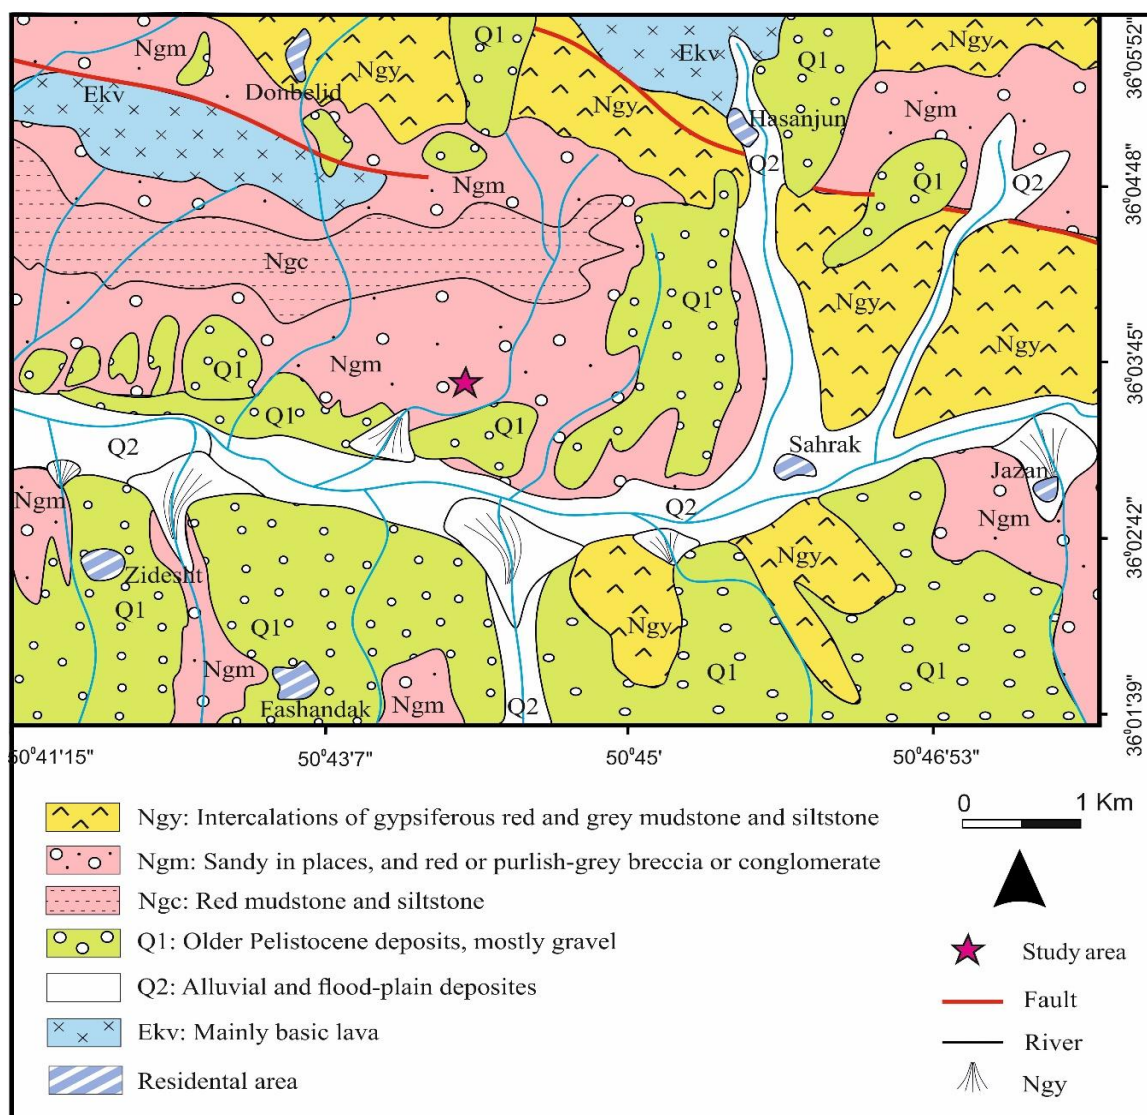 Ngm
Q1
Ekv
Q1
Ngy
36°05'52"
Ngy
Ekv
Donbelid
Ngy
Hasanjun
Ngm
Q2
Ngm
Q1
Q2
36°04'48"
Ngc
Q1
Ngy
Ngy
36°03'45"
Ngm
Q1
Q1
Q1
Q2
Sahrak
Jazan
Ngm
Q2
Ngm
36°02'42"
Zidesht
Ngy
Q1
Q1
Ngy
Ngm
Q1
Q1
Fashandak
Ngm
Q2
36°01'39"
50°41'15"
50°43'7"
50°45'
50°46'53"
Ngy: Intercalations of gypsiferous red and grey mudstone and siltstone
Ngm: Sandy in places, and red or purlish-grey breccia or conglomerate
Ngc: Red mudstone and siltstone
Q1: Older Pelistocene deposits, mostly gravel
Q2: Alluvial and flood-plain deposites
Ekv: Mainly basic lava
Residental area
0 1 Km
Study area
Fault
River
Ngy